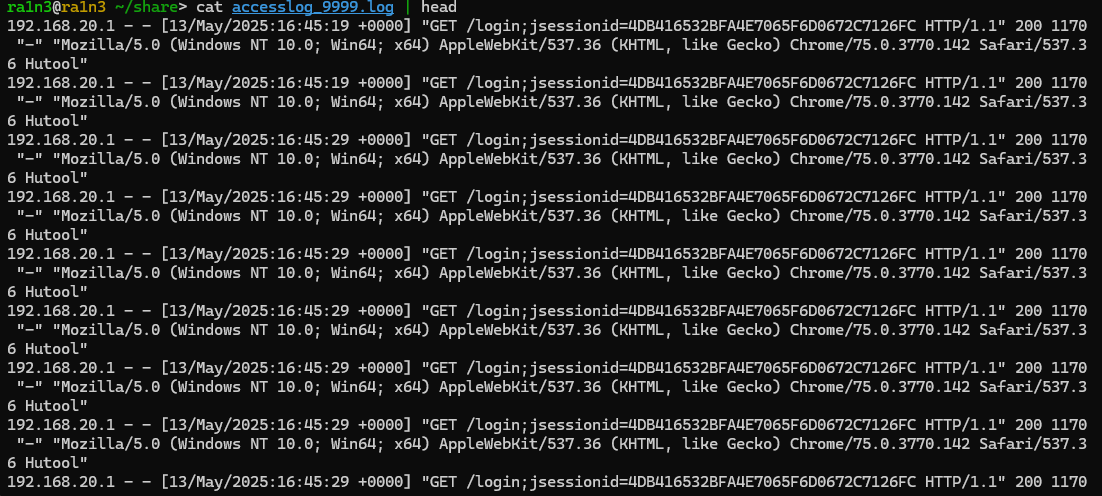 ra1n3@ra1n3 ~/share> cat accesslog_9999.log | head
192.168.20.1 - - [13/May/2025:16:45:19 +0000] "GET /login;jsessionid=4DB416532BFA4E7065F6D0672C7126FC HTTP/1.1" 200 1170
 "-" "Mozilla/5.0 (Windows NT 10.0; Win64; x64) AppleWebKit/537.36 (KHTML, like Gecko) Chrome/75.0.3770.142 Safari/537.3
6 Hutool"
192.168.20.1 - - [13/May/2025:16:45:19 +0000] "GET /login;jsessionid=4DB416532BFA4E7065F6D0672C7126FC HTTP/1.1" 200 1170
 "-" "Mozilla/5.0 (Windows NT 10.0; Win64; x64) AppleWebKit/537.36 (KHTML, like Gecko) Chrome/75.0.3770.142 Safari/537.3
6 Hutool"
192.168.20.1 - - [13/May/2025:16:45:29 +0000] "GET /login;jsessionid=4DB416532BFA4E7065F6D0672C7126FC HTTP/1.1" 200 1170
 "-" "Mozilla/5.0 (Windows NT 10.0; Win64; x64) AppleWebKit/537.36 (KHTML, like Gecko) Chrome/75.0.3770.142 Safari/537.3
6 Hutool"
192.168.20.1 - - [13/May/2025:16:45:29 +0000] "GET /login;jsessionid=4DB416532BFA4E7065F6D0672C7126FC HTTP/1.1" 200 1170
 "-" "Mozilla/5.0 (Windows NT 10.0; Win64; x64) AppleWebKit/537.36 (KHTML, like Gecko) Chrome/75.0.3770.142 Safari/537.3
6 Hutool"
192.168.20.1 - - [13/May/2025:16:45:29 +0000] "GET /login;jsessionid=4DB416532BFA4E7065F6D0672C7126FC HTTP/1.1" 200 1170
 "-" "Mozilla/5.0 (Windows NT 10.0; Win64; x64) AppleWebKit/537.36 (KHTML, like Gecko) Chrome/75.0.3770.142 Safari/537.3
6 Hutool"
192.168.20.1 - - [13/May/2025:16:45:29 +0000] "GET /login;jsessionid=4DB416532BFA4E7065F6D0672C7126FC HTTP/1.1" 200 1170
 "-" "Mozilla/5.0 (Windows NT 10.0; Win64; x64) AppleWebKit/537.36 (KHTML, like Gecko) Chrome/75.0.3770.142 Safari/537.3
6 Hutool"
192.168.20.1 - - [13/May/2025:16:45:29 +0000] "GET /login;jsessionid=4DB416532BFA4E7065F6D0672C7126FC HTTP/1.1" 200 1170
 "-" "Mozilla/5.0 (Windows NT 10.0; Win64; x64) AppleWebKit/537.36 (KHTML, like Gecko) Chrome/75.0.3770.142 Safari/537.3
6 Hutool"
192.168.20.1 - - [13/May/2025:16:45:29 +0000] "GET /login;jsessionid=4DB416532BFA4E7065F6D0672C7126FC HTTP/1.1" 200 1170
 "-" "Mozilla/5.0 (Windows NT 10.0; Win64; x64) AppleWebKit/537.36 (KHTML, like Gecko) Chrome/75.0.3770.142 Safari/537.3
6 Hutool"
192.168.20.1 - - [13/May/2025:16:45:29 +0000] "GET /login;jsessionid=4DB416532BFA4E7065F6D0672C7126FC HTTP/1.1" 200 1170